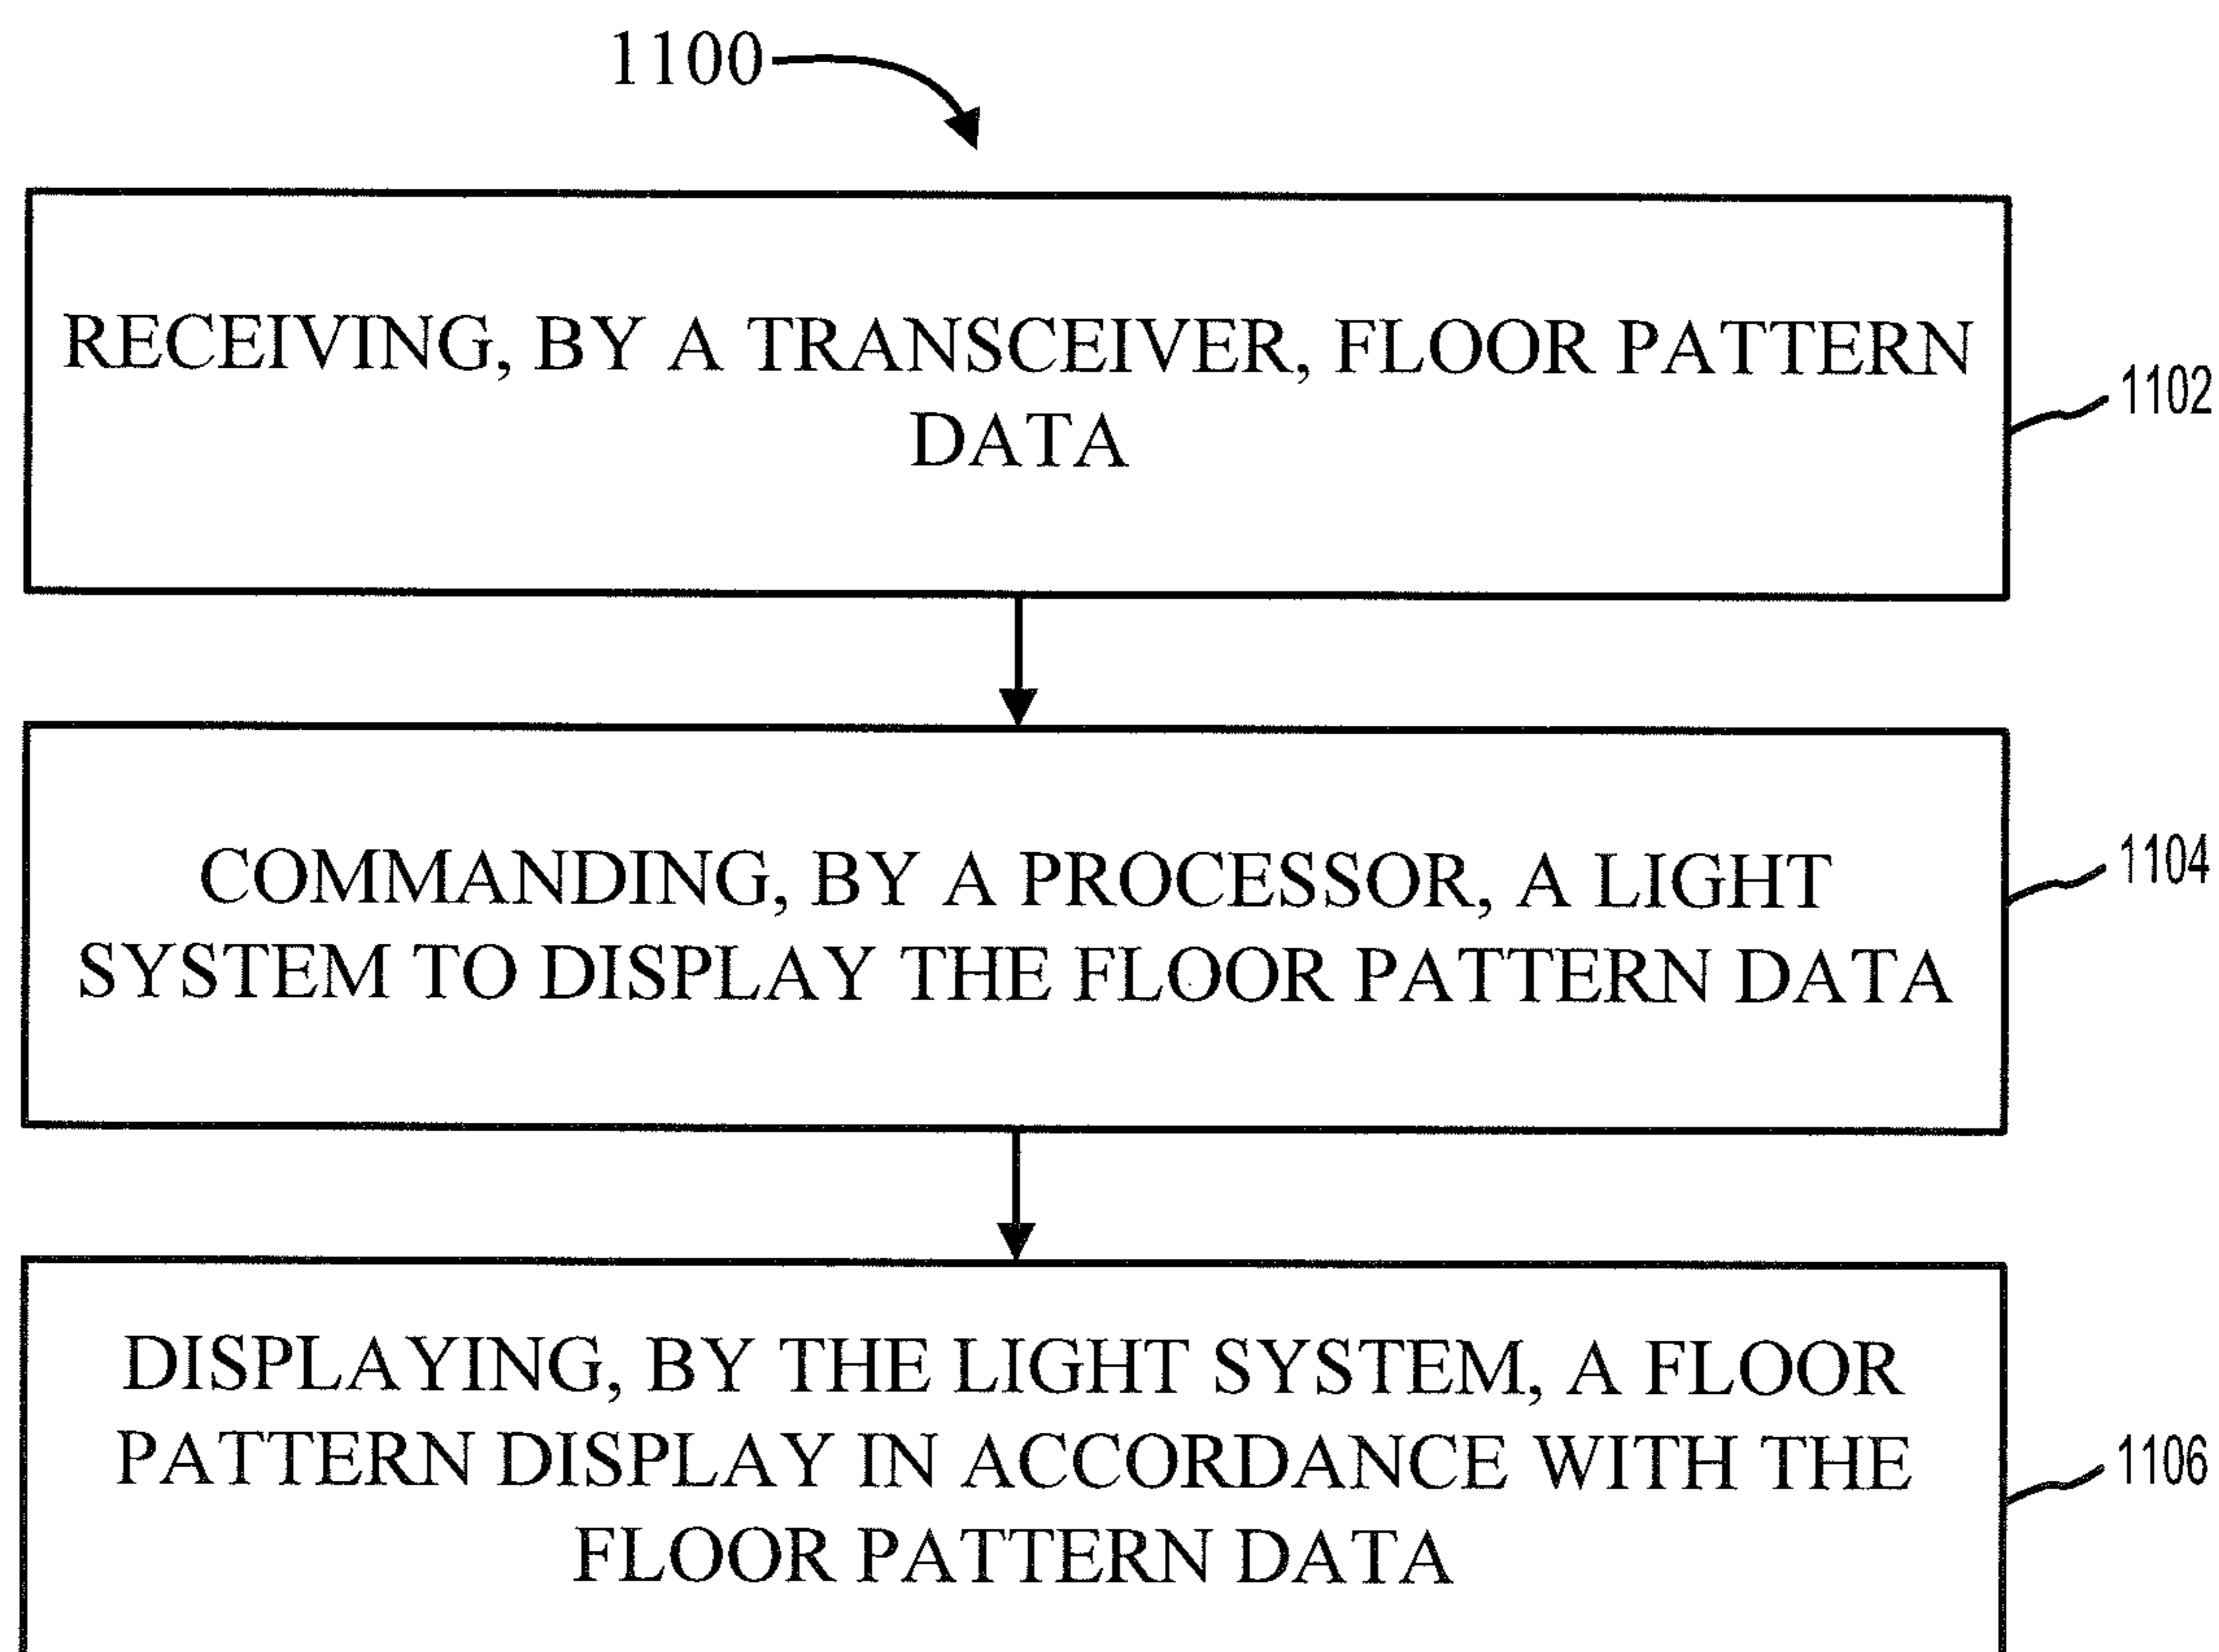 1100
RECEIVING, BY A TRANSCEIVER, FLOOR PATTERN
DATA
1102
COMMANDING, BY A PROCESSOR, A LIGHT
SYSTEM TO DISPLAY THE FLOOR PATTERN DATA
1104
DISPLAYING, BY THE LIGHT SYSTEM, A FLOOR
PATTERN DISPLAY IN ACCORDANCE WITH THE
FLOOR PATTERN DATA
1106